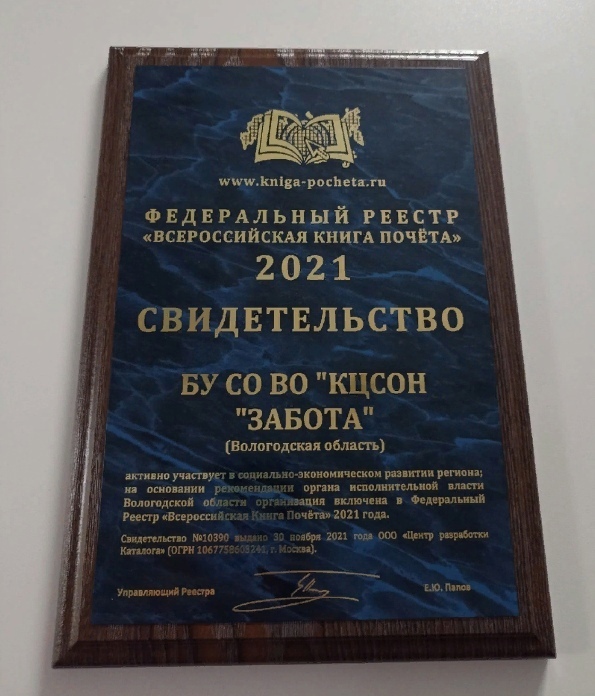 www.kniga-pocheta.ru
ФЕДЕРАЛЬНЫЙ РЕЕСТР
«ВСЕРОССИЙСКАЯ КНИГА ПОЧЁТА»
2021
СВИДЕТЕЛЬСТВО
БУ СО ВО "КЦСОН
"ЗАБОТА"
(Вологодская область)
активно участвует в социально-экономическом развитии региона;
на основании рекомендации органа исполнительной власти
Вологодской области организация включена в Федеральный
Реестр «Всероссийская Книга Почёта» 2021 года.
Свидетельство №10390 выдано 30 ноября 2021 года ООО «Центр разработки
Каталога» (ОГРН г. Москва).
Управляющий Реестра
Е.Ю. Папов